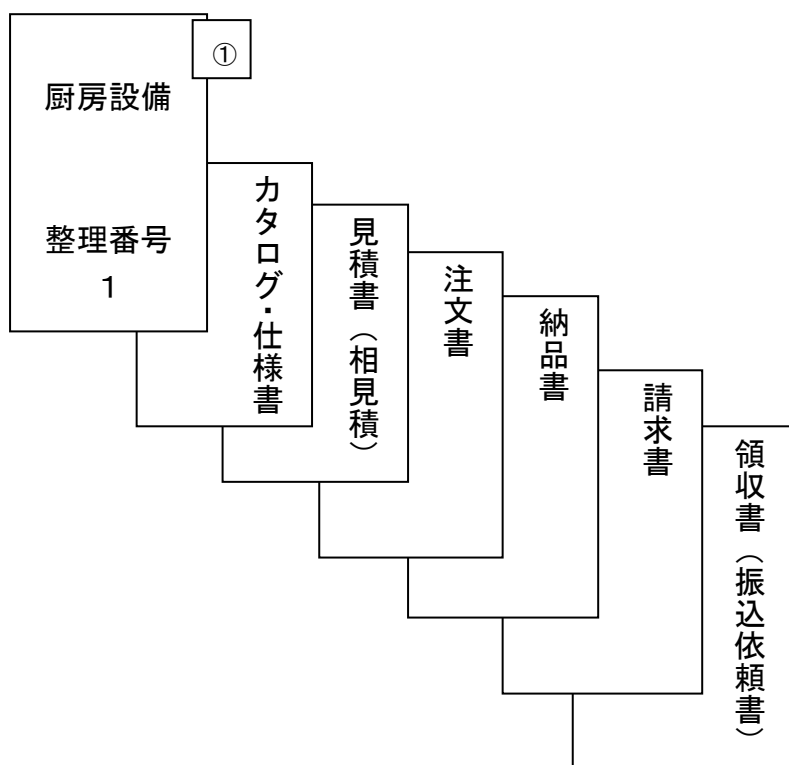 ①
厨房設備
整理番号
1
カタログ・仕様書
見積書（相見積）
注文書
納品書
請求書
領収書（振込依頼書）